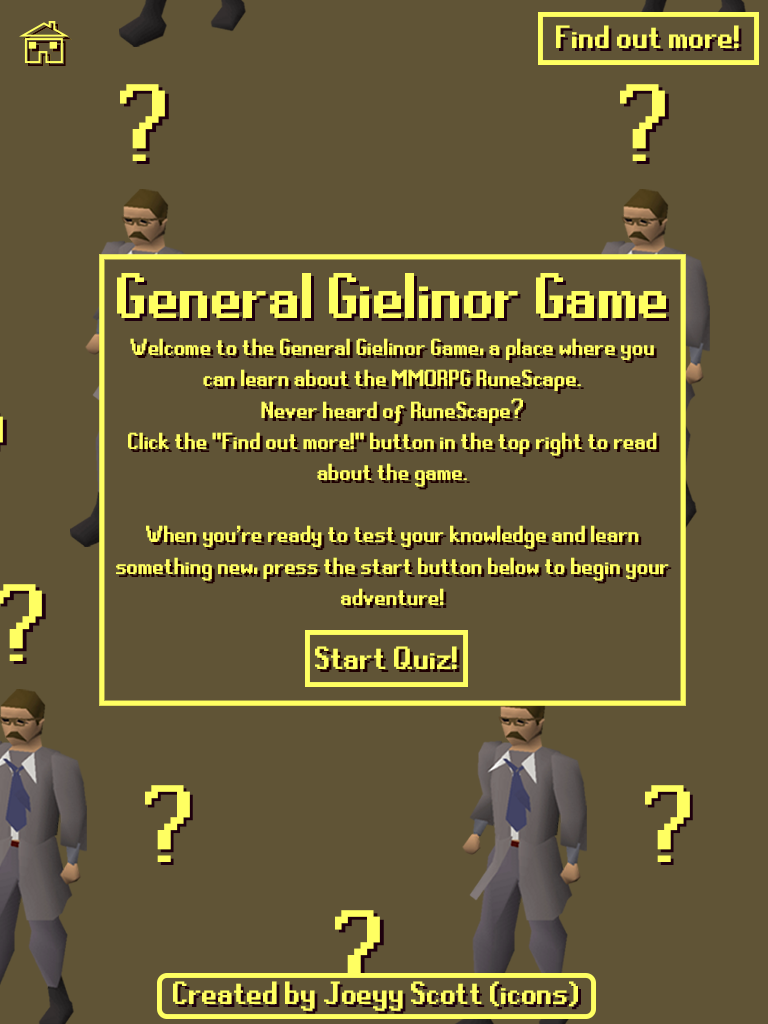 Find out more!
?
?
General Gielinor Game
Welcome to the General Gielinor Game, a place where you
can learn about the MMORPG RuneScape.
Never heard of RuneScape?
Click the "Find out more!" button in the top right to read
about the game.
When you're ready to test your knowledge and learn
something new, press the start button below to begin your
adventure!
?
Start Quiz!
?
?
?
Created by Joeyy Scott (icons)